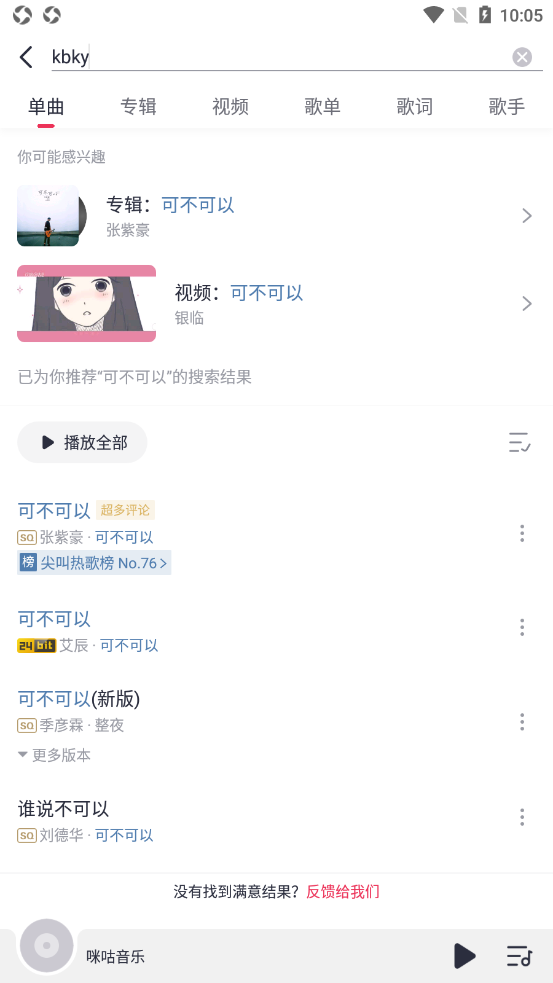 10:05
kbky
单曲 专辑 视频 歌单 歌词 歌手
你可能感兴趣
专辑：可不可以
张紫豪
视频：可不可以
银临
已为你推荐“可不可以”的搜索结果
播放全部
可不可以 超多评论
SQ 张紫豪 · 可不可以
榜 尖叫热歌榜 No.76 >
可不可以
24bit 艾辰 · 可不可以
可不可以(新版)
SQ 季彦霖 · 整夜
更多版本
谁说不可以
SQ 刘德华 · 可不可以
没有找到满意结果？反馈给我们
咪咕音乐